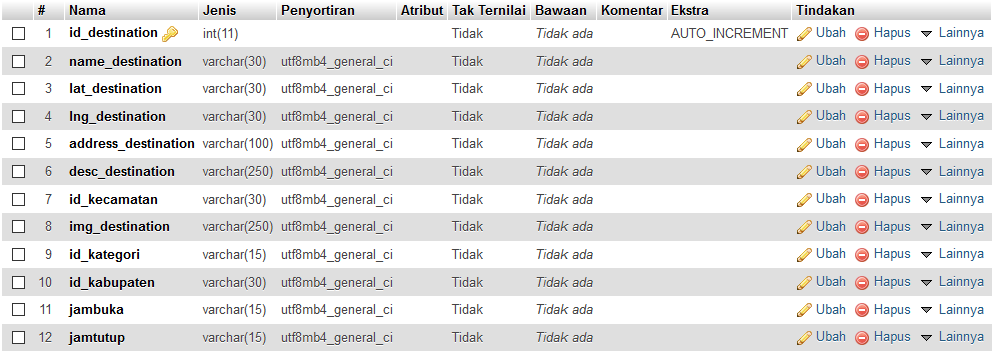 # Nama Jenis Penyortiran Atribut Tak Ternilai Bawaan Komentar Ekstra Tindakan
1 id_destination int(11) Tidak Tidak ada AUTO_INCREMENT Ubah Hapus Lainnya
2 name_destination varchar(30) utf8mb4_general_ci Tidak Tidak ada Ubah Hapus Lainnya
3 lat_destination varchar(30) utf8mb4_general_ci Tidak Tidak ada Ubah Hapus Lainnya
4 lng_destination varchar(30) utf8mb4_general_ci Tidak Tidak ada Ubah Hapus Lainnya
5 address_destination varchar(100) utf8mb4_general_ci Tidak Tidak ada Ubah Hapus Lainnya
6 desc_destination varchar(250) utf8mb4_general_ci Tidak Tidak ada Ubah Hapus Lainnya
7 id_kecamatan varchar(30) utf8mb4_general_ci Tidak Tidak ada Ubah Hapus Lainnya
8 img_destination varchar(250) utf8mb4_general_ci Tidak Tidak ada Ubah Hapus Lainnya
9 id_kategori varchar(15) utf8mb4_general_ci Tidak Tidak ada Ubah Hapus Lainnya
10 id_kabupaten varchar(30) utf8mb4_general_ci Tidak Tidak ada Ubah Hapus Lainnya
11 jambuka varchar(15) utf8mb4_general_ci Tidak Tidak ada Ubah Hapus Lainnya
12 jamtutup varchar(15) utf8mb4_general_ci Tidak Tidak ada Ubah Hapus Lainnya